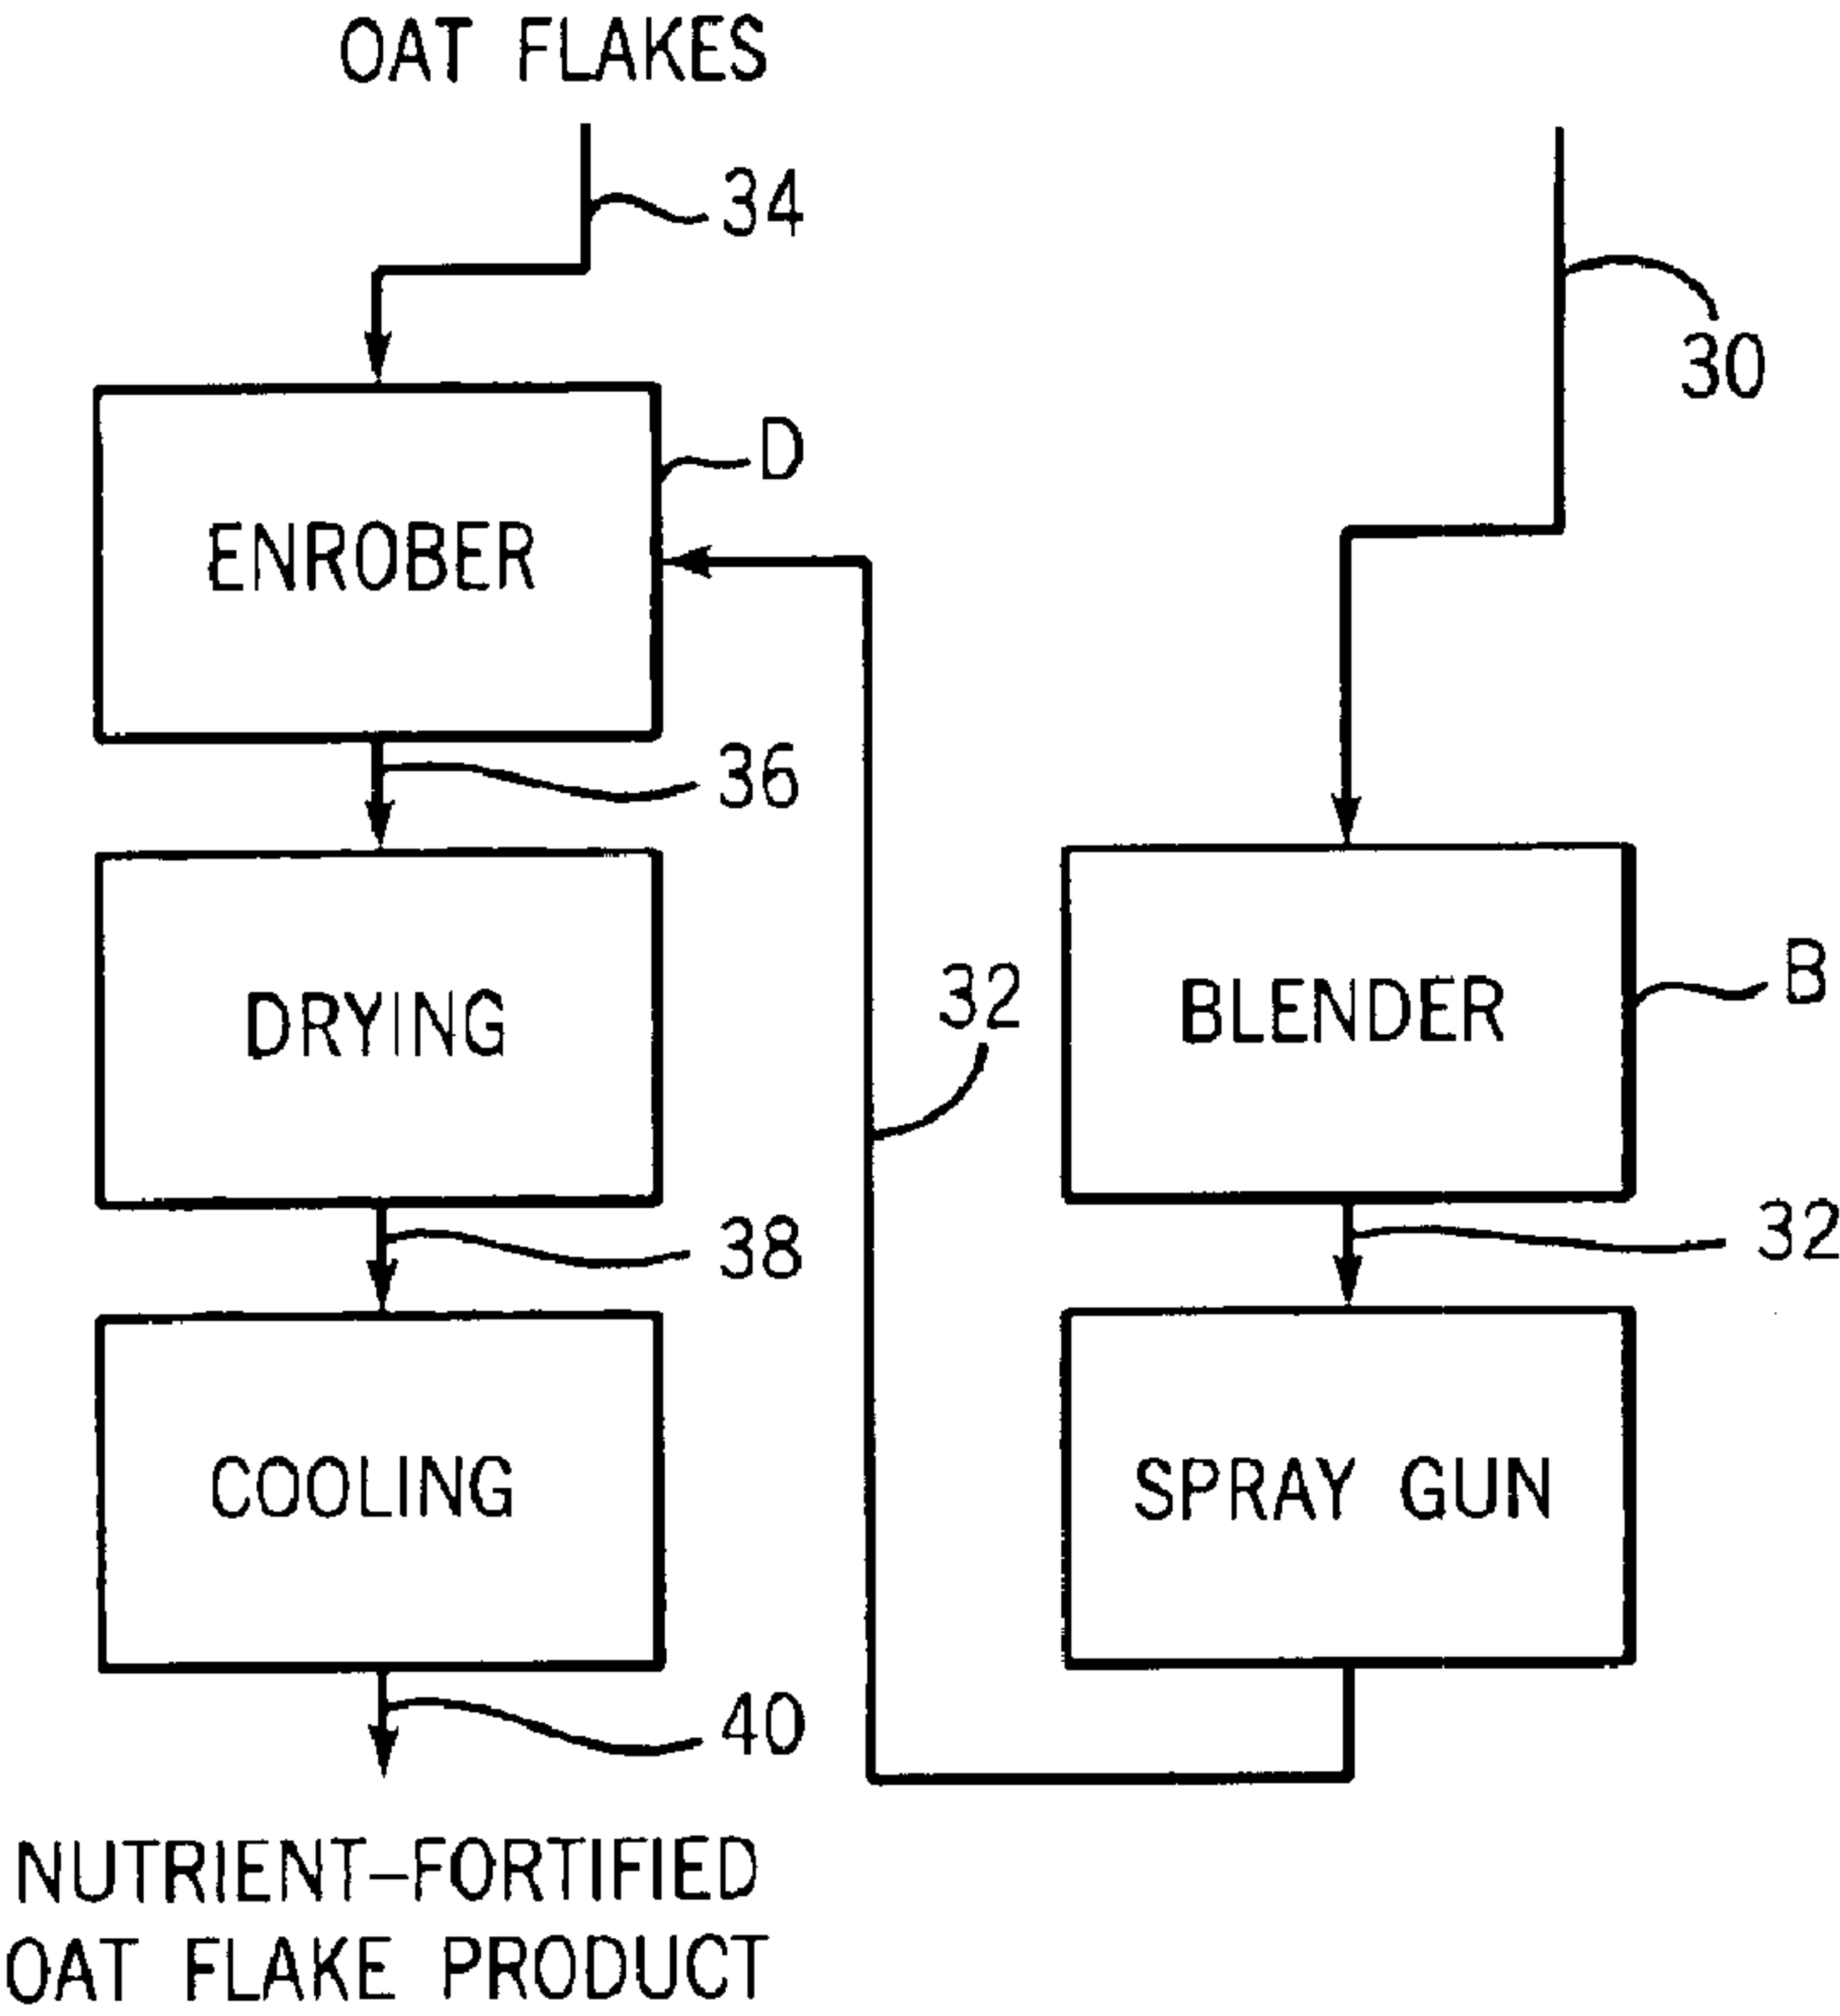 OAT FLAKES
34
30
D
ENROBER
36
32
B
DRYING
BLENDER
38
32
COOLING
SPRAY GUN
40
NUTRIENT-FORTIFIED
OAT FLAKE PRODUCT